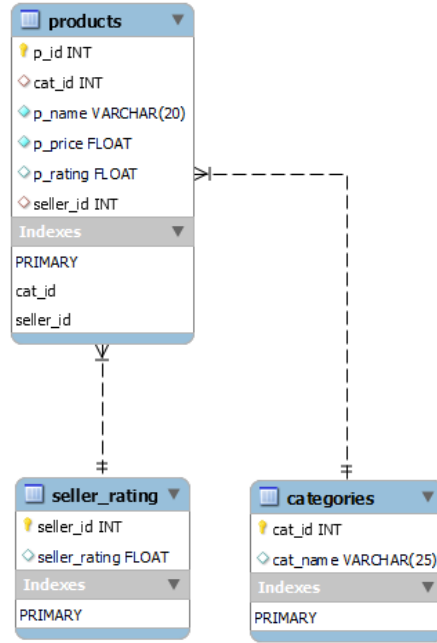 products
p_id INT
cat_id INT
p_name VARCHAR(20)
p_price FLOAT
p_rating FLOAT
seller_id INT
Indexes
PRIMARY
cat_id
seller_id
seller_rating
seller_id INT
seller_rating FLOAT
Indexes
PRIMARY
categories
cat_id INT
cat_name VARCHAR(25)
Indexes
PRIMARY